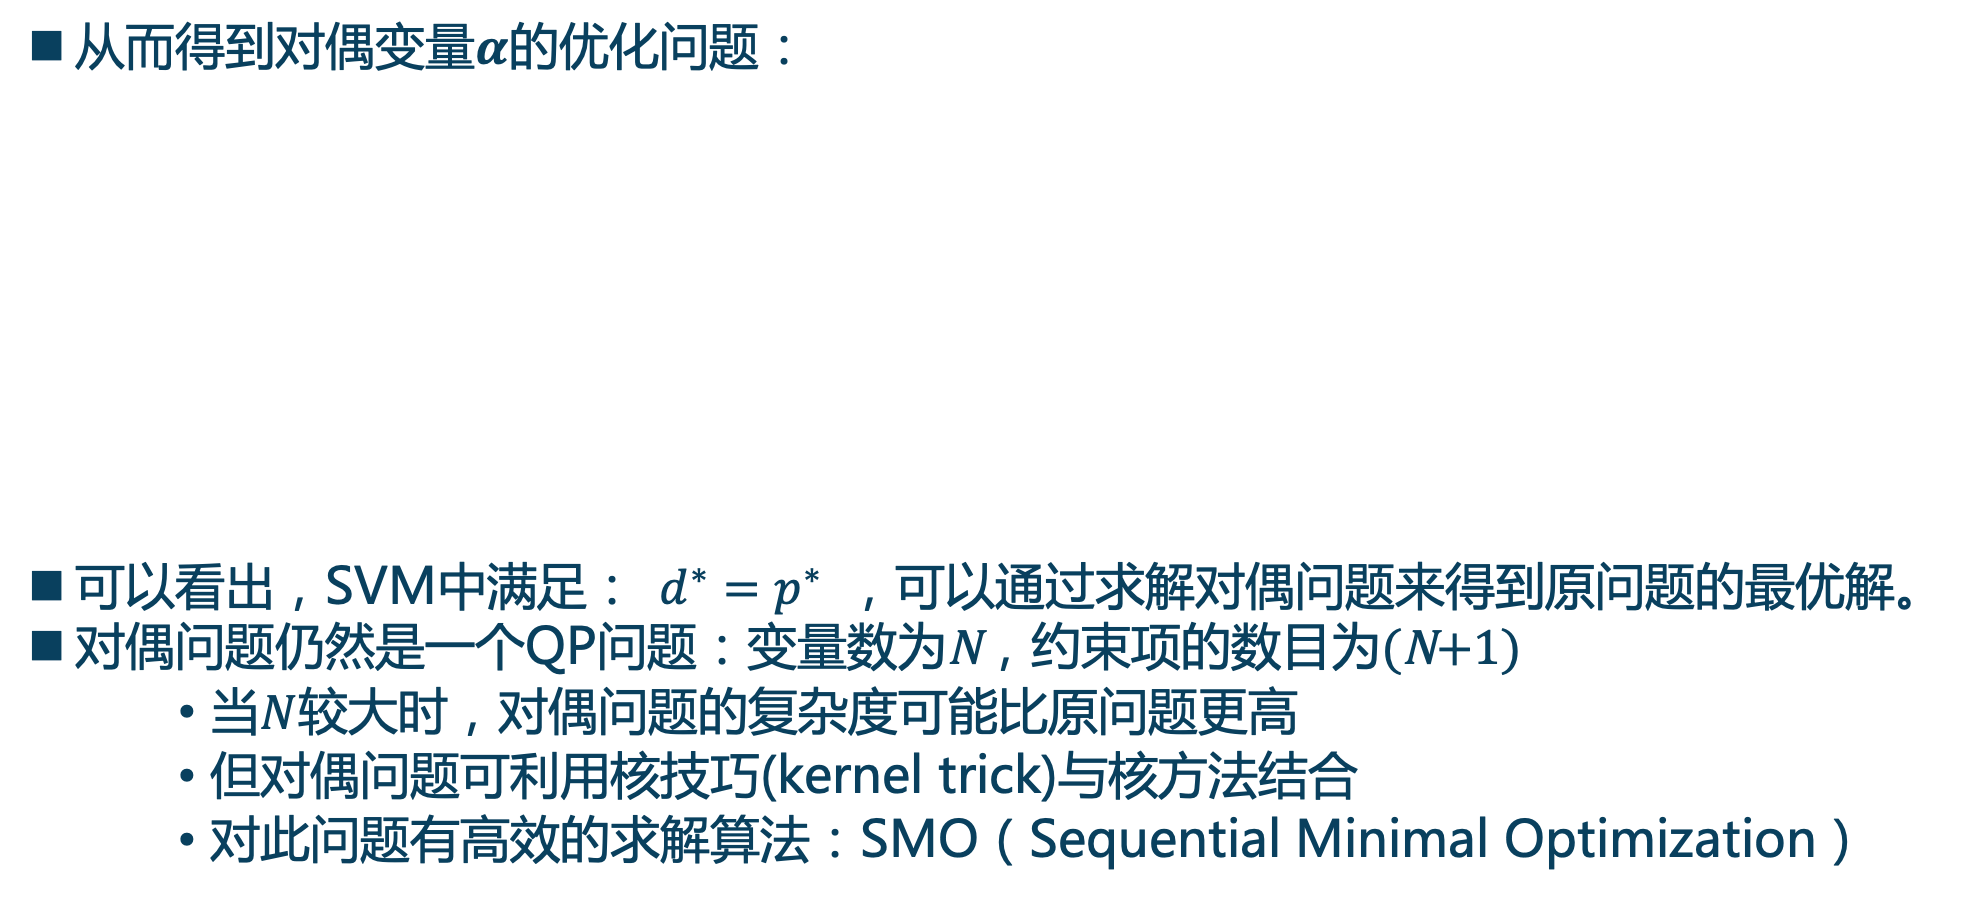 ■ 从而得到对偶变量α的优化问题：
■ 可以看出，SVM中满足： d* = p* ，可以通过求解对偶问题来得到原问题的最优解。
■ 对偶问题仍然是一个QP问题：变量数为N，约束项的数目为(N+1)
• 当N较大时，对偶问题的复杂度可能比原问题更高
• 但对偶问题可利用核技巧(kernel trick)与核方法结合
• 对此问题有高效的求解算法：SMO（Sequential Minimal Optimization）